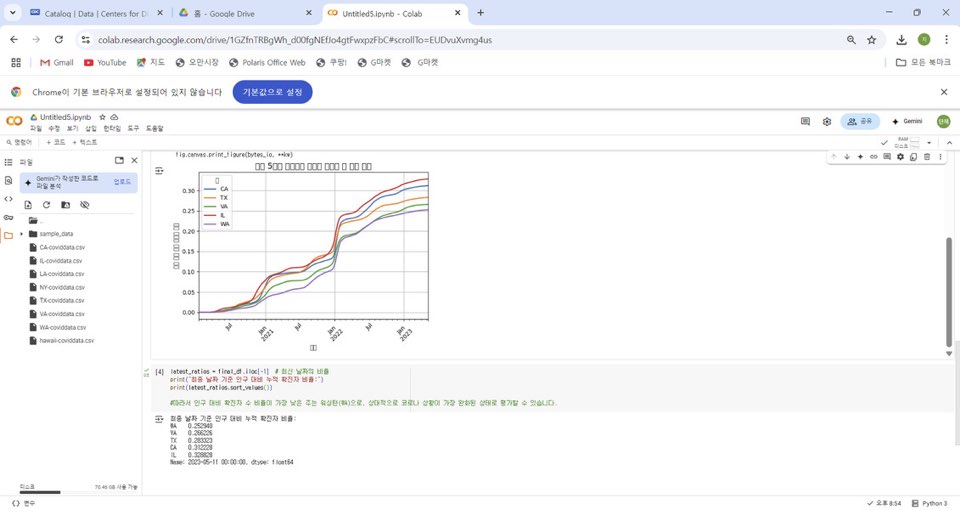 Catalog | Data | Centers for Di
홈 - Google Drive
Untitled5.ipynb - Colab
colab.research.google.com/drive/1GZfnTRBgWh_d00fgNEfJo4gtFwxpzFbC#scrollTo=EUDvuXvmg4us
Gmail
YouTube
지도
오만시장
Polaris Office Web
쿠팡!
G마켓
G마켓
모든 북마크
Chrome이 기본 브라우저로 설정되어 있지 않습니다
기본값으로 설정
Untitled5.ipynb
파일 수정 보기 삽입 런타임 도구 도움말
공유
Gemini
명령어 + 코드 + 텍스트
RAM
디스크
파일
Gemini가 작성한 코드로
파일 분석
업로드
..
sample_data
CA-coviddata.csv
IL-coviddata.csv
LA-coviddata.csv
NY-coviddata.csv
TX-coviddata.csv
VA-coviddata.csv
WA-coviddata.csv
hawaii-coviddata.csv
디스크
70.46 GB 사용 가능
fig.canvas.print_figure(bytes_io, **kw)
CA
TX
VA
IL
WA
0.30
0.25
0.20
0.15
0.10
0.05
0.00
Jul
Jan
2021
Jul
Jan
2022
Jul
Jan
2023
[4] latest_ratios = final_df.iloc[-1] # 최신 날짜의 비율
print("최종 날짜 기준 인구 대비 누적 확진자 비율:")
print(latest_ratios.sort_values())
#따라서 인구 대비 확진자 수 비율이 가장 낮은 주는 워싱턴(WA)으로, 상대적으로 코로나 상황이 가장 완화된 상태로 평가할 수 있습니다.
최종 날짜 기준 인구 대비 누적 확진자 비율:
WA 0.252940
VA 0.266226
TX 0.283323
CA 0.312228
IL 0.328828
Name: 2023-05-11 00:00:00, dtype: float64
변수
오후 8:54
Python 3